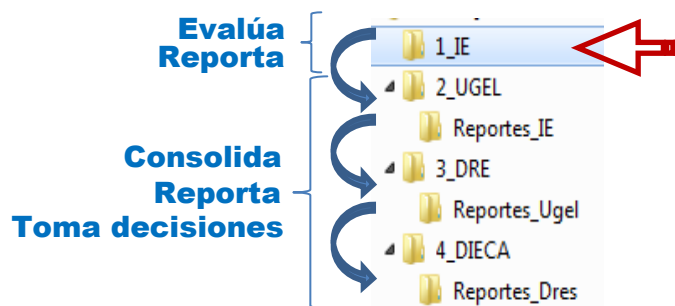 Evalúa
Reporta
1_IE
2_UGEL
Reportes_IE
Consolida
Reporta
Toma decisiones
3_DRE
Reportes_Ugel
4_DIECA
Reportes_Dres